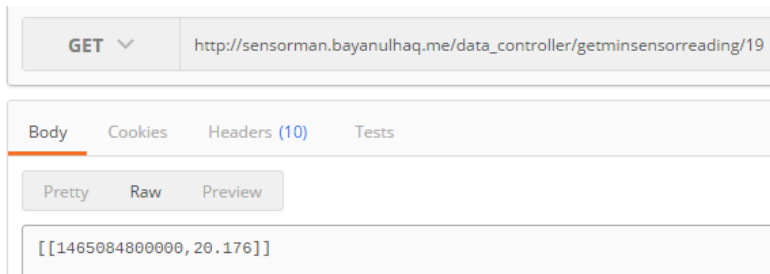 GET http://sensorman.bayanulhaq.me/data_controller/getminsensorreading/19
Body Cookies Headers (10) Tests
Pretty Raw Preview
[[1465084800000,20.176]]